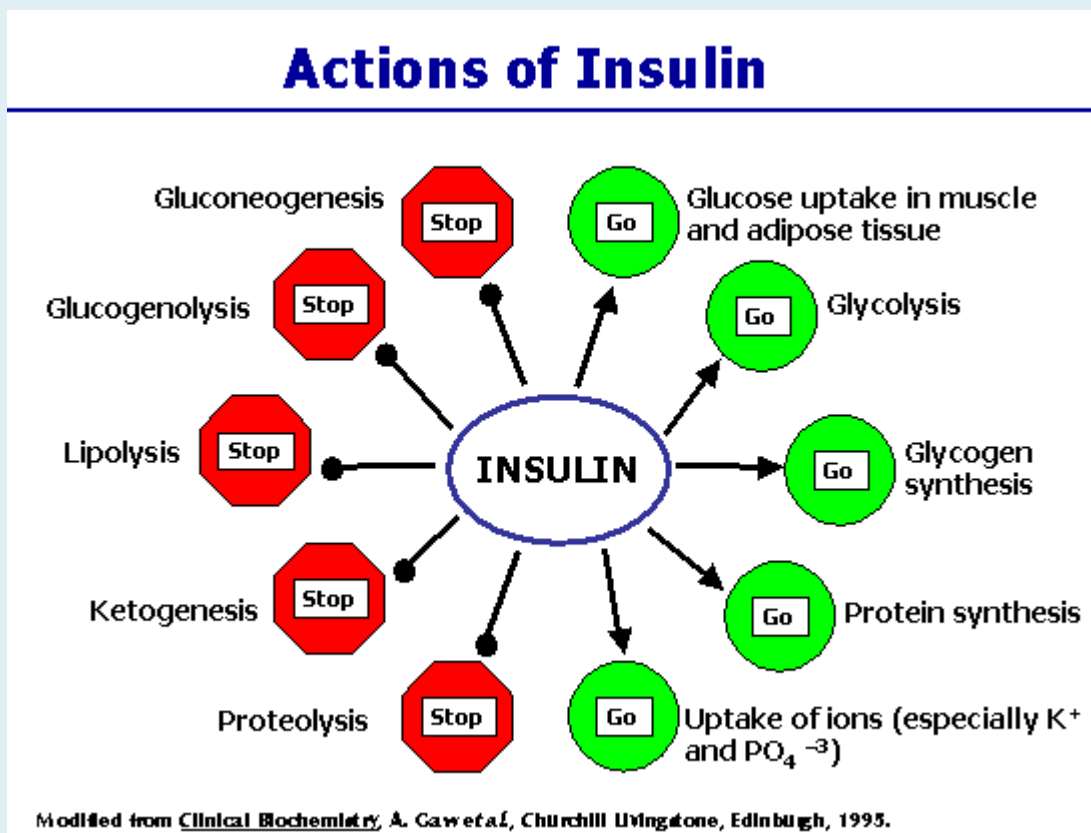 Actions of Insulin
Gluconeogenesis
Stop
Go
Glucose uptake in muscle
and adipose tissue
Glucogenolysis
Stop
Go
Glycolysis
Lipolysis
Stop
INSULIN
Go
Glycogen
synthesis
Ketogenesis
Stop
Go
Protein synthesis
Proteolysis
Stop
Go
Uptake of ions (especially K⁺
and PO₄ ⁻³)
Modified from Clinical Biochemistry, A. Gaw et al, Churchill Livingstone, Edinburgh, 1995.